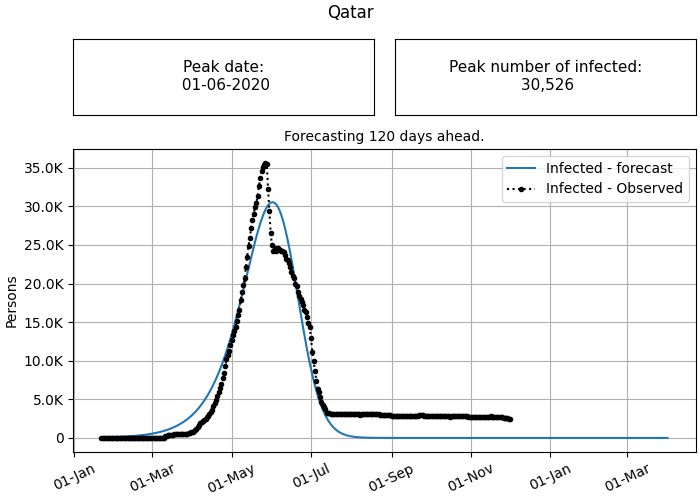 Qatar
Peak date:
01-06-2020
Peak number of infected:
30,526
Forecasting 120 days ahead.
Infected - forecast
Infected - Observed
Persons
35.0K
30.0K
25.0K
20.0K
15.0K
10.0K
5.0K
0
01-Jan
01-Mar
01-May
01-Jul
01-Sep
01-Nov
01-Jan
01-Mar